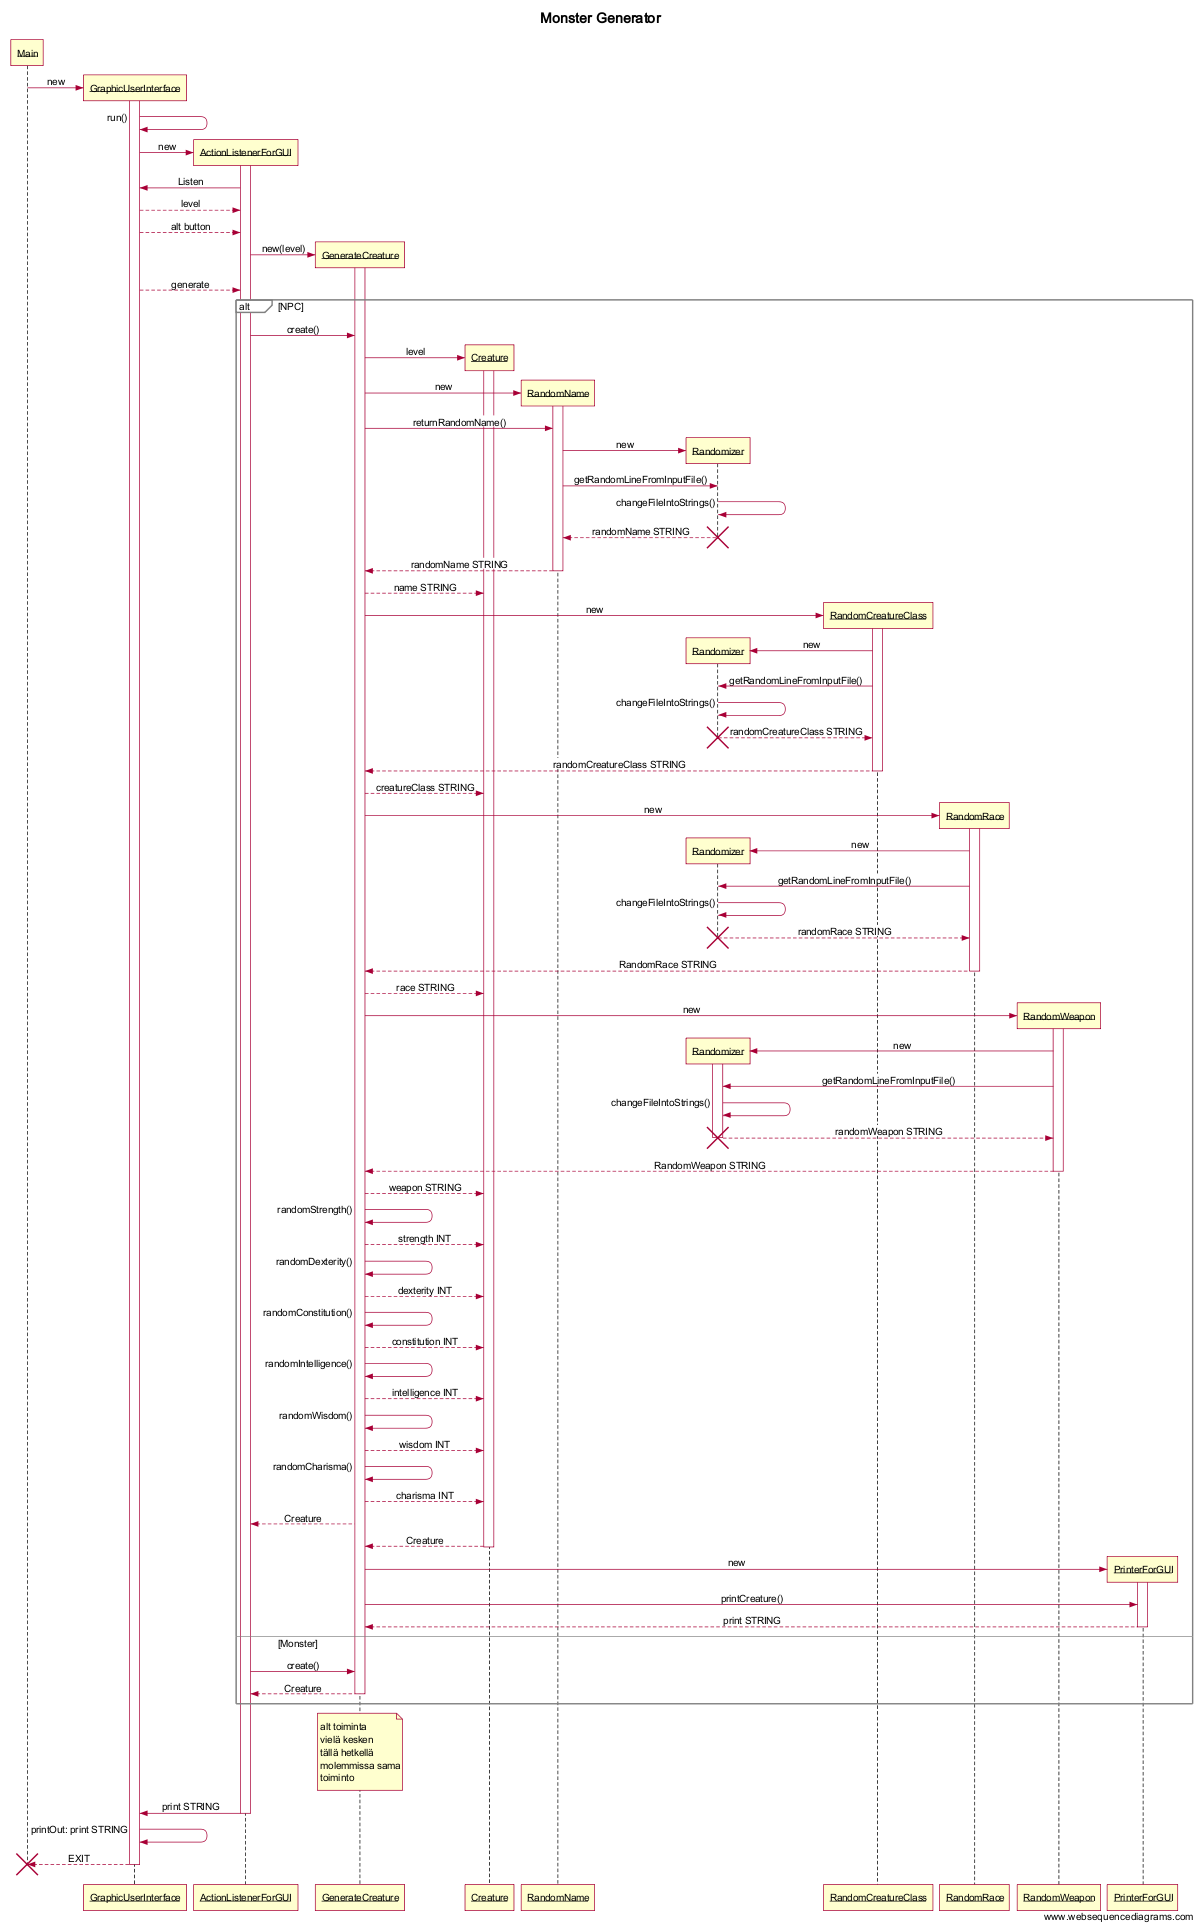 Monster Generator
Main
new
GraphicUserInterface
run()
new
ActionListenerForGUI
Listen
level
alt button
new(level)
GenerateCreature
generate
alt
[NPC]
create()
level
Creature
new
RandomName
returnRandomName()
new
Randomizer
getRandomLineFromInputFile()
changeFileIntoStrings()
randomName STRING
randomName STRING
name STRING
new
RandomCreatureClass
Randomizer
new
getRandomLineFromInputFile()
changeFileIntoStrings()
randomCreatureClass STRING
randomCreatureClass STRING
creatureClass STRING
new
RandomRace
Randomizer
new
getRandomLineFromInputFile()
changeFileIntoStrings()
randomRace STRING
RandomRace STRING
race STRING
new
RandomWeapon
Randomizer
new
getRandomLineFromInputFile()
changeFileIntoStrings()
randomWeapon STRING
RandomWeapon STRING
weapon STRING
randomStrength()
strength INT
randomDexterity()
dexterity INT
randomConstitution()
constitution INT
randomIntelligence()
intelligence INT
randomWisdom()
wisdom INT
randomCharisma()
charisma INT
Creature
Creature
new
PrinterForGUI
printCreature()
print STRING
[Monster]
create()
Creature
alt toiminta
vielä kesken
tällä hetkellä
molemmissa sama
toiminto
print STRING
printOut: print STRING
EXIT
GraphicUserInterface
ActionListenerForGUI
GenerateCreature
Creature
RandomName
RandomCreatureClass
RandomRace
RandomWeapon
PrinterForGUI
www.websequencediagrams.com